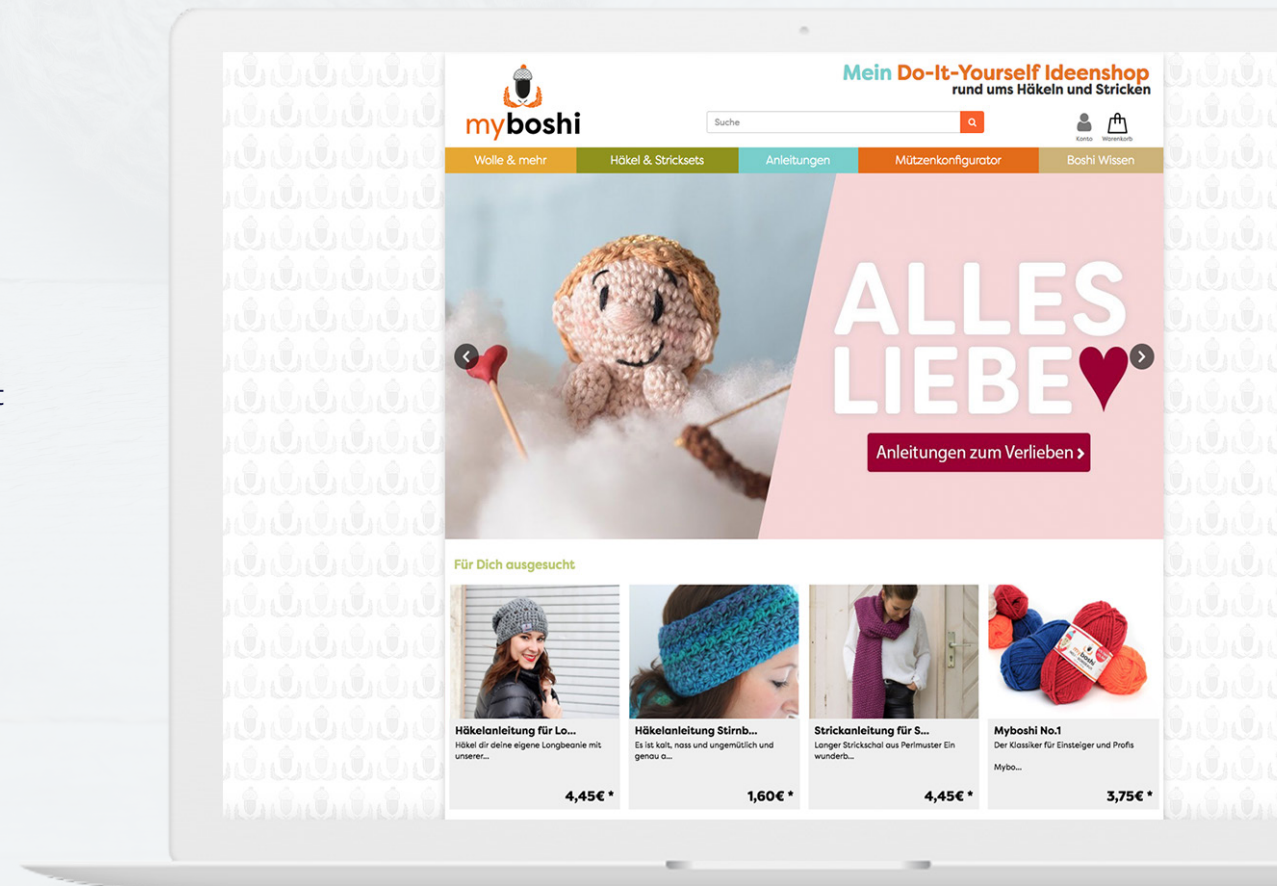 myboshi
Mein Do-It-Yourself Ideenshop
rund ums Häkeln und Stricken
Suche
Konto Warenkorb
Wolle & mehr Häkel & Stricksets Anleitungen Mützenkonfigurator Boshi Wissen
ALLES
LIEBE
Anleitungen zum Verlieben
Für Dich ausgesucht
Häkelanleitung für Lo...
Häkel dir deine eigene Longbeanie mit
unserer...
4,45€ *
Häkelanleitung Stirnb...
Es ist kalt, nass und ungemütlich und
genau a...
1,60€ *
Strickanleitung für S...
Langer Strickschal aus Perlmuster Ein
wunderb...
4,45€ *
myboshi
Myboshi No.1
Der Klassiker für Einsteiger und Profis
Mybo...
3,75€ *